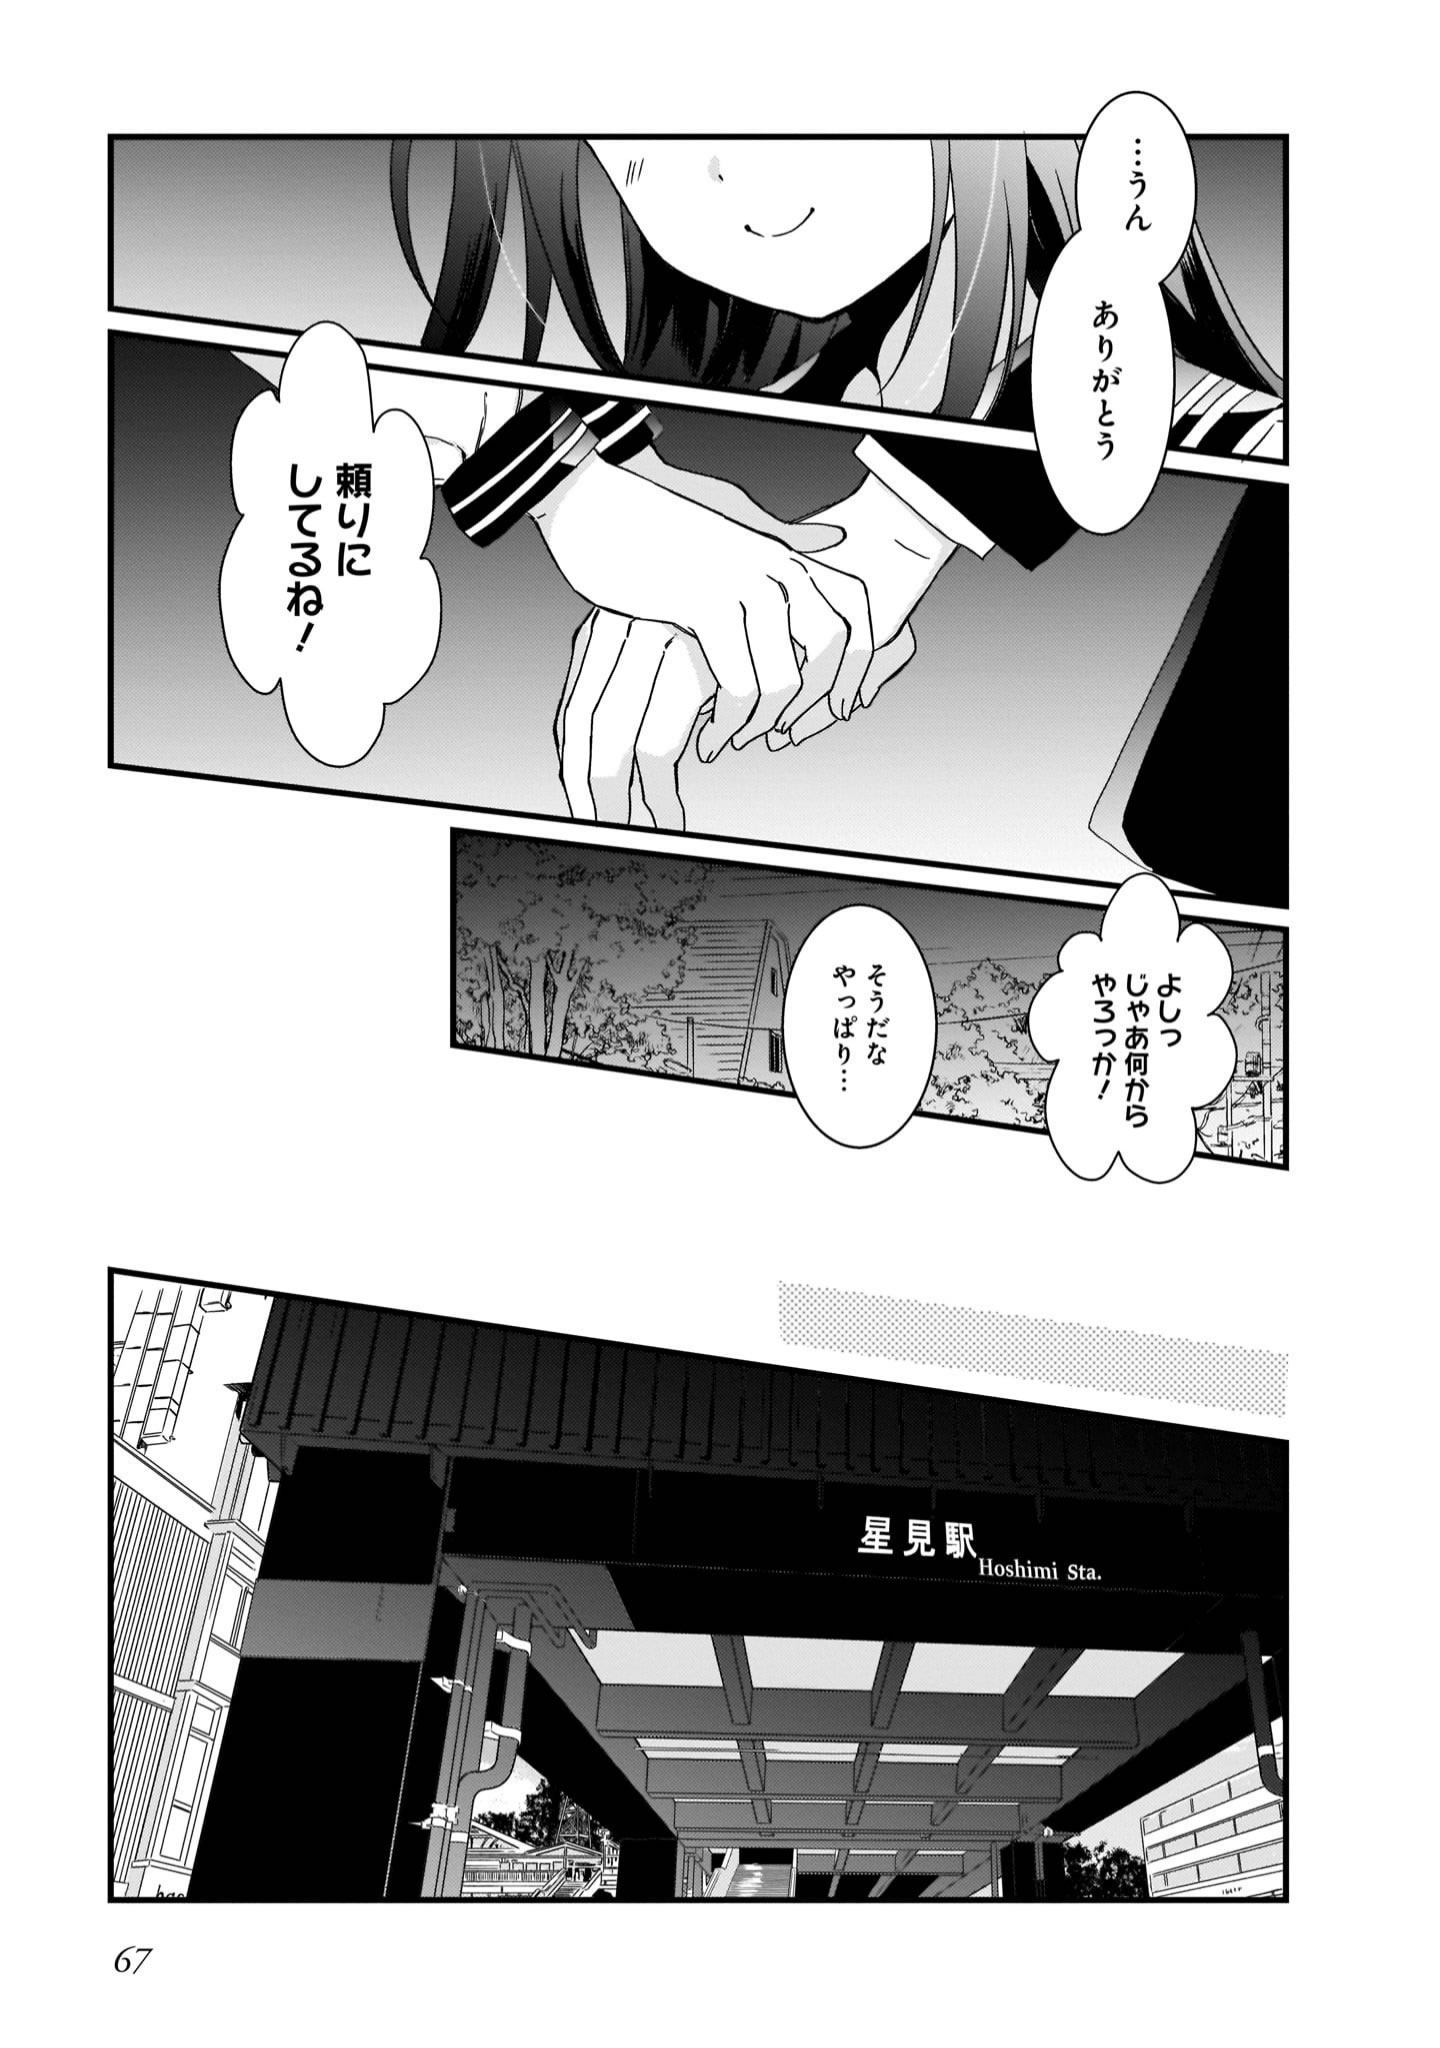 …うん
ありがとう
頼りに
してるね！
よしっ
じゃあ何から
やろっか！
そうだな
やっぱり…
星見駅
Hoshimi Sta.
67